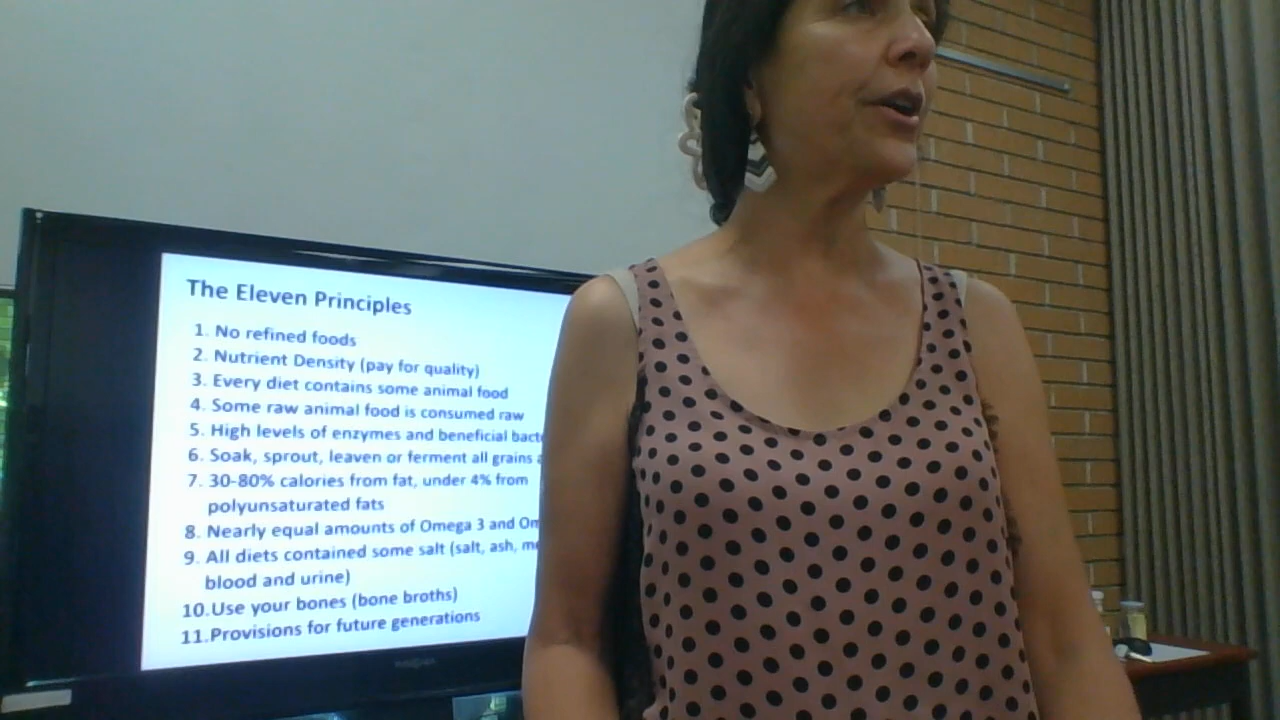 The Eleven Principles
1. No refined foods
2. Nutrient Density (pay for quality)
3. Every diet contains some animal food
4. Some raw animal food is consumed raw
5. High levels of enzymes and beneficial
6. Soak, sprout, leaven or ferment all grains
7. 30-80% calories from fat, under 4% from
polyunsaturated fats
8. Nearly equal amounts of Omega 3 and
9. All diets contained some salt (salt, ash,
blood and urine)
10. Use your bones (bone broths)
11. Provisions for future generations